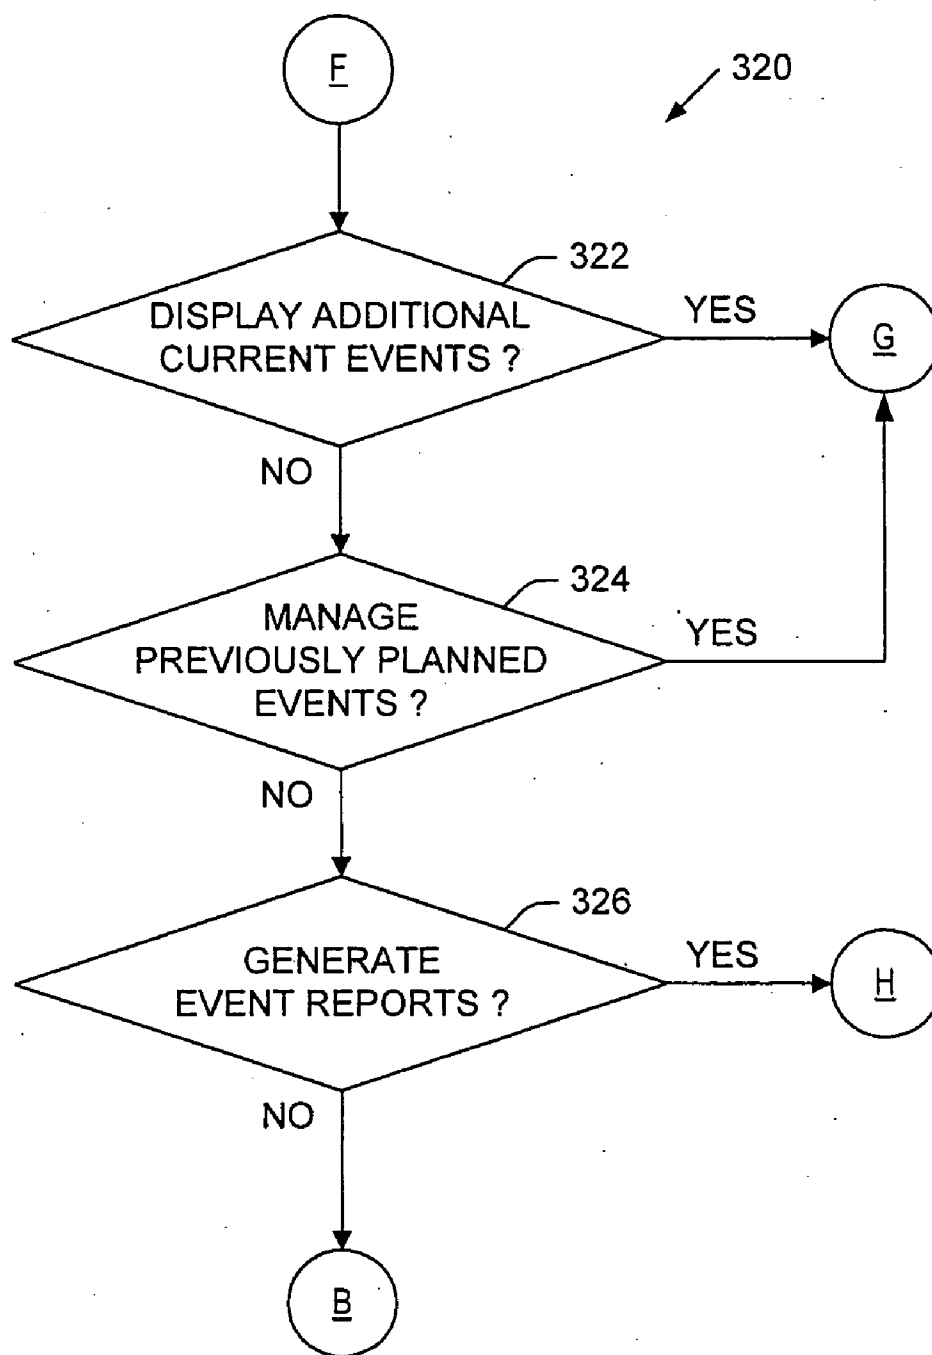 F
320
322
DISPLAY ADDITIONAL
CURRENT EVENTS ?
YES
G
NO
324
MANAGE
PREVIOUSLY PLANNED
EVENTS ?
YES
NO
326
GENERATE
EVENT REPORTS ?
YES
H
NO
B